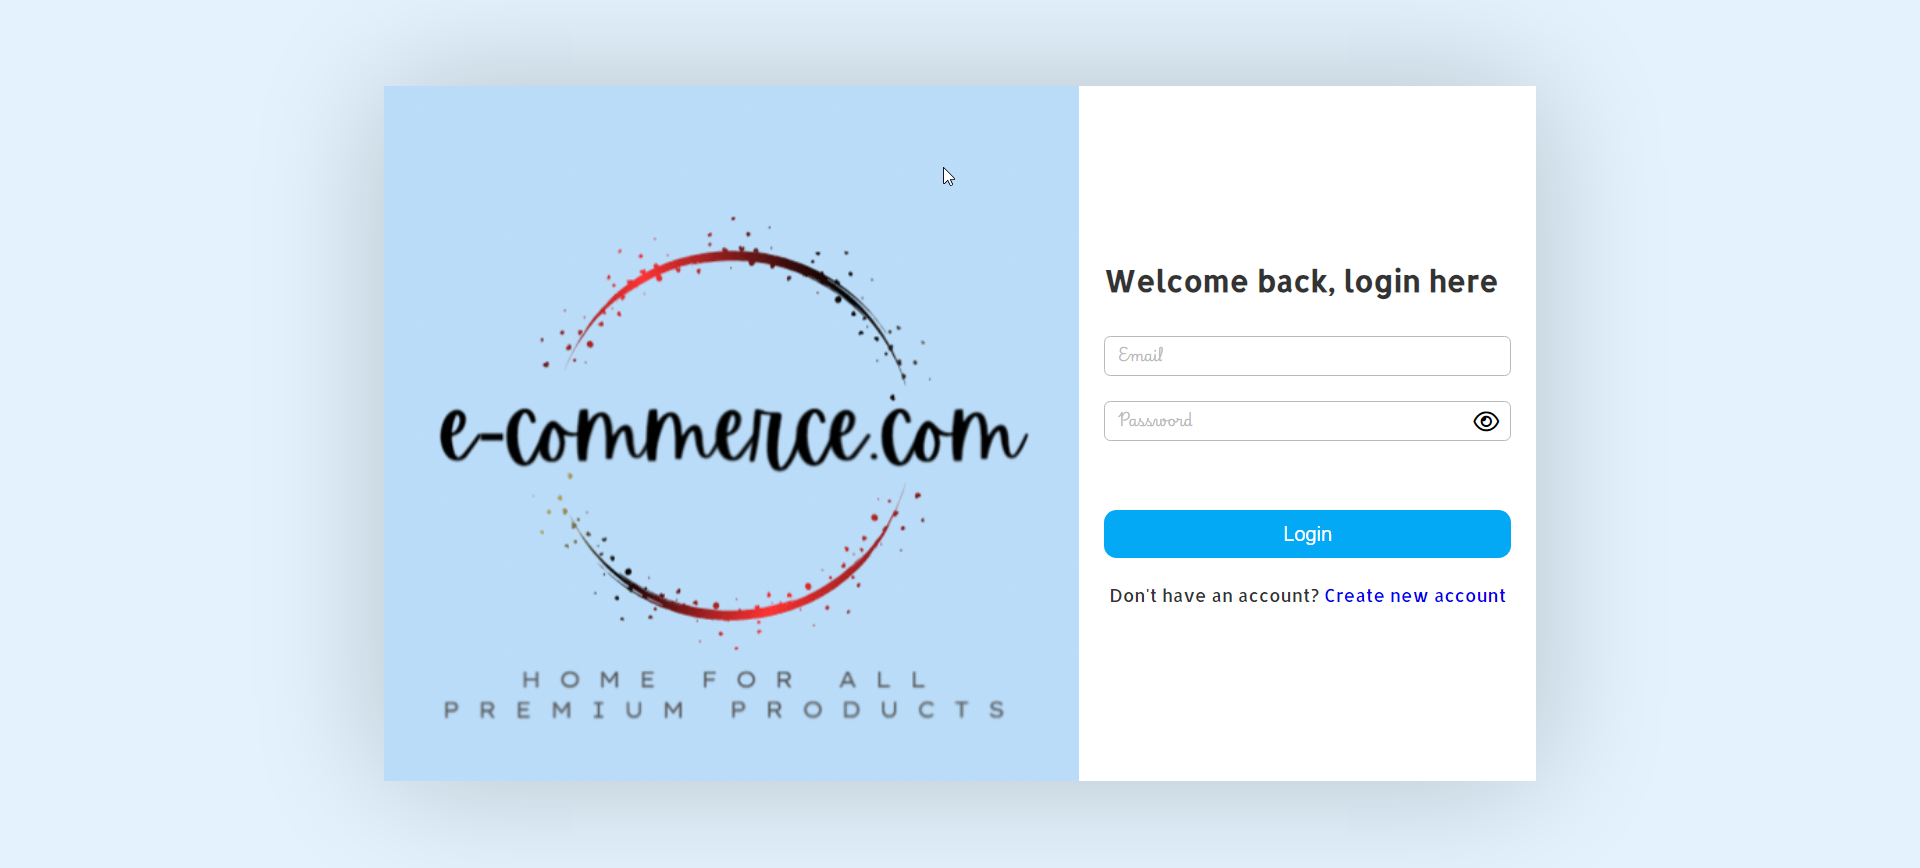 e-commerce.com
HOME FOR ALL
PREMIUM PRODUCTS
Welcome back, login here
Email
Password
Login
Don't have an account? Create new account